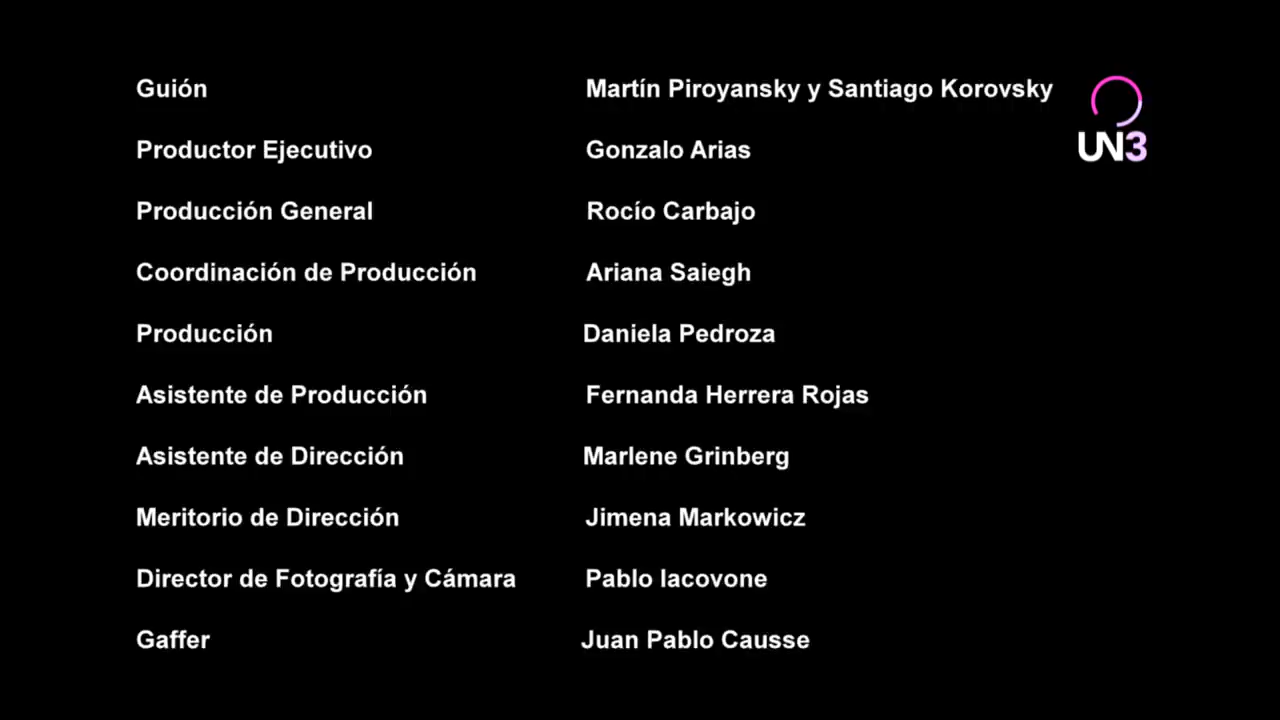 Guión Martín Piroyansky y Santiago Korovsky
UN3
Productor Ejecutivo Gonzalo Arias
Producción General Rocío Carbajo
Coordinación de Producción Ariana Saiegh
Producción Daniela Pedroza
Asistente de Producción Fernanda Herrera Rojas
Asistente de Dirección Marlene Grinberg
Meritorio de Dirección Jimena Markowicz
Director de Fotografía y Cámara Pablo Iacovone
Gaffer Juan Pablo Causse